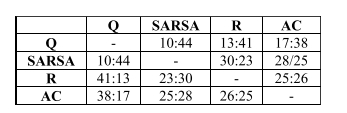 Q SARSA R AC
Q - 10:44 13:41 17:38
SARSA 10:44 - 30:23 28/25
R 41:13 23:30 - 25:26
AC 38:17 25:28 26:25 -